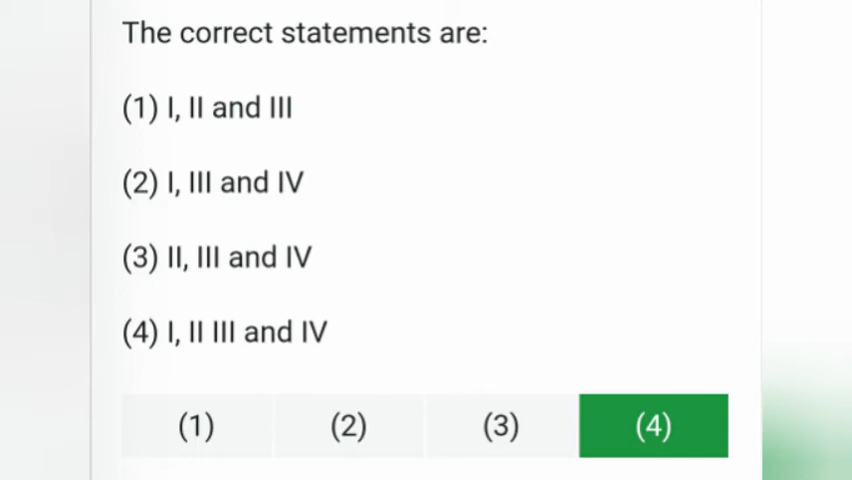 The correct statements are:
(1) I, II and III
(2) I, III and IV
(3) II, III and IV
(4) I, II III and IV
(1) (2) (3) (4)